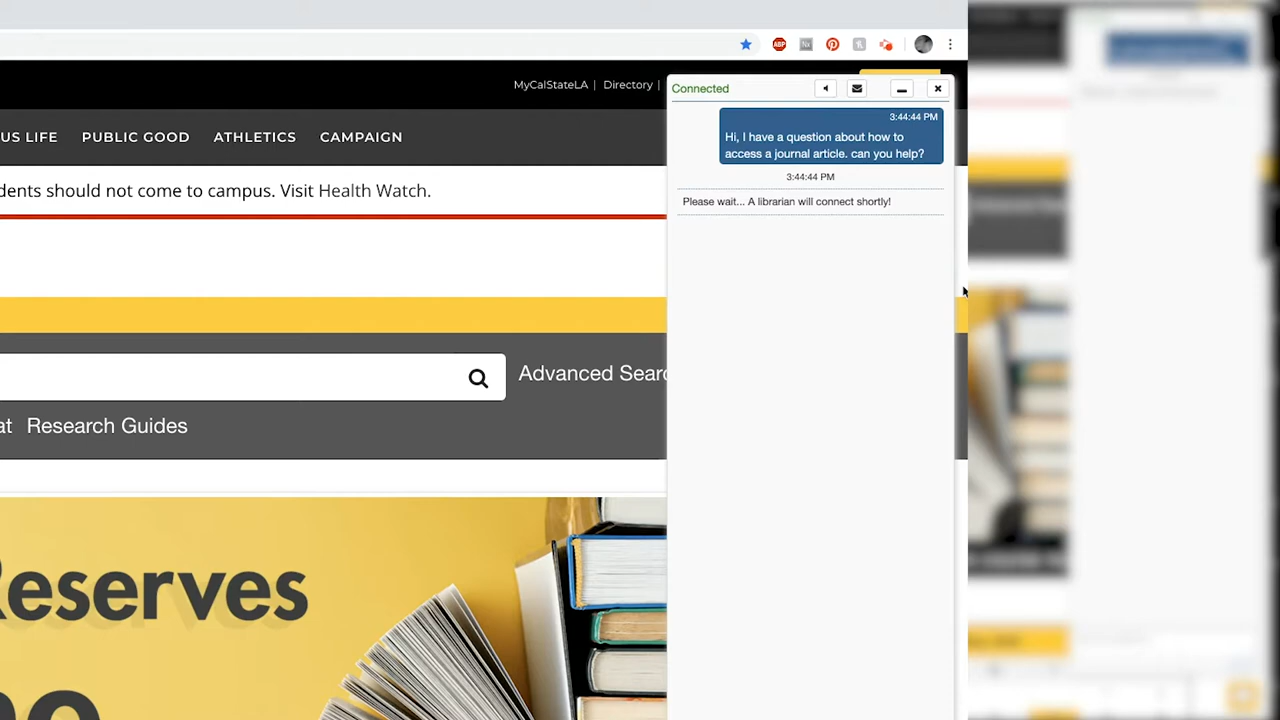 MyCalStateLA | Directory |
US LIFE PUBLIC GOOD ATHLETICS CAMPAIGN
dents should not come to campus. Visit Health Watch.
Advanced Searc
at Research Guides
Reserves
Connected
3:44:44 PM
Hi, I have a question about how to
access a journal article. can you help?
3:44:44 PM
Please wait... A librarian will connect shortly!
ABP